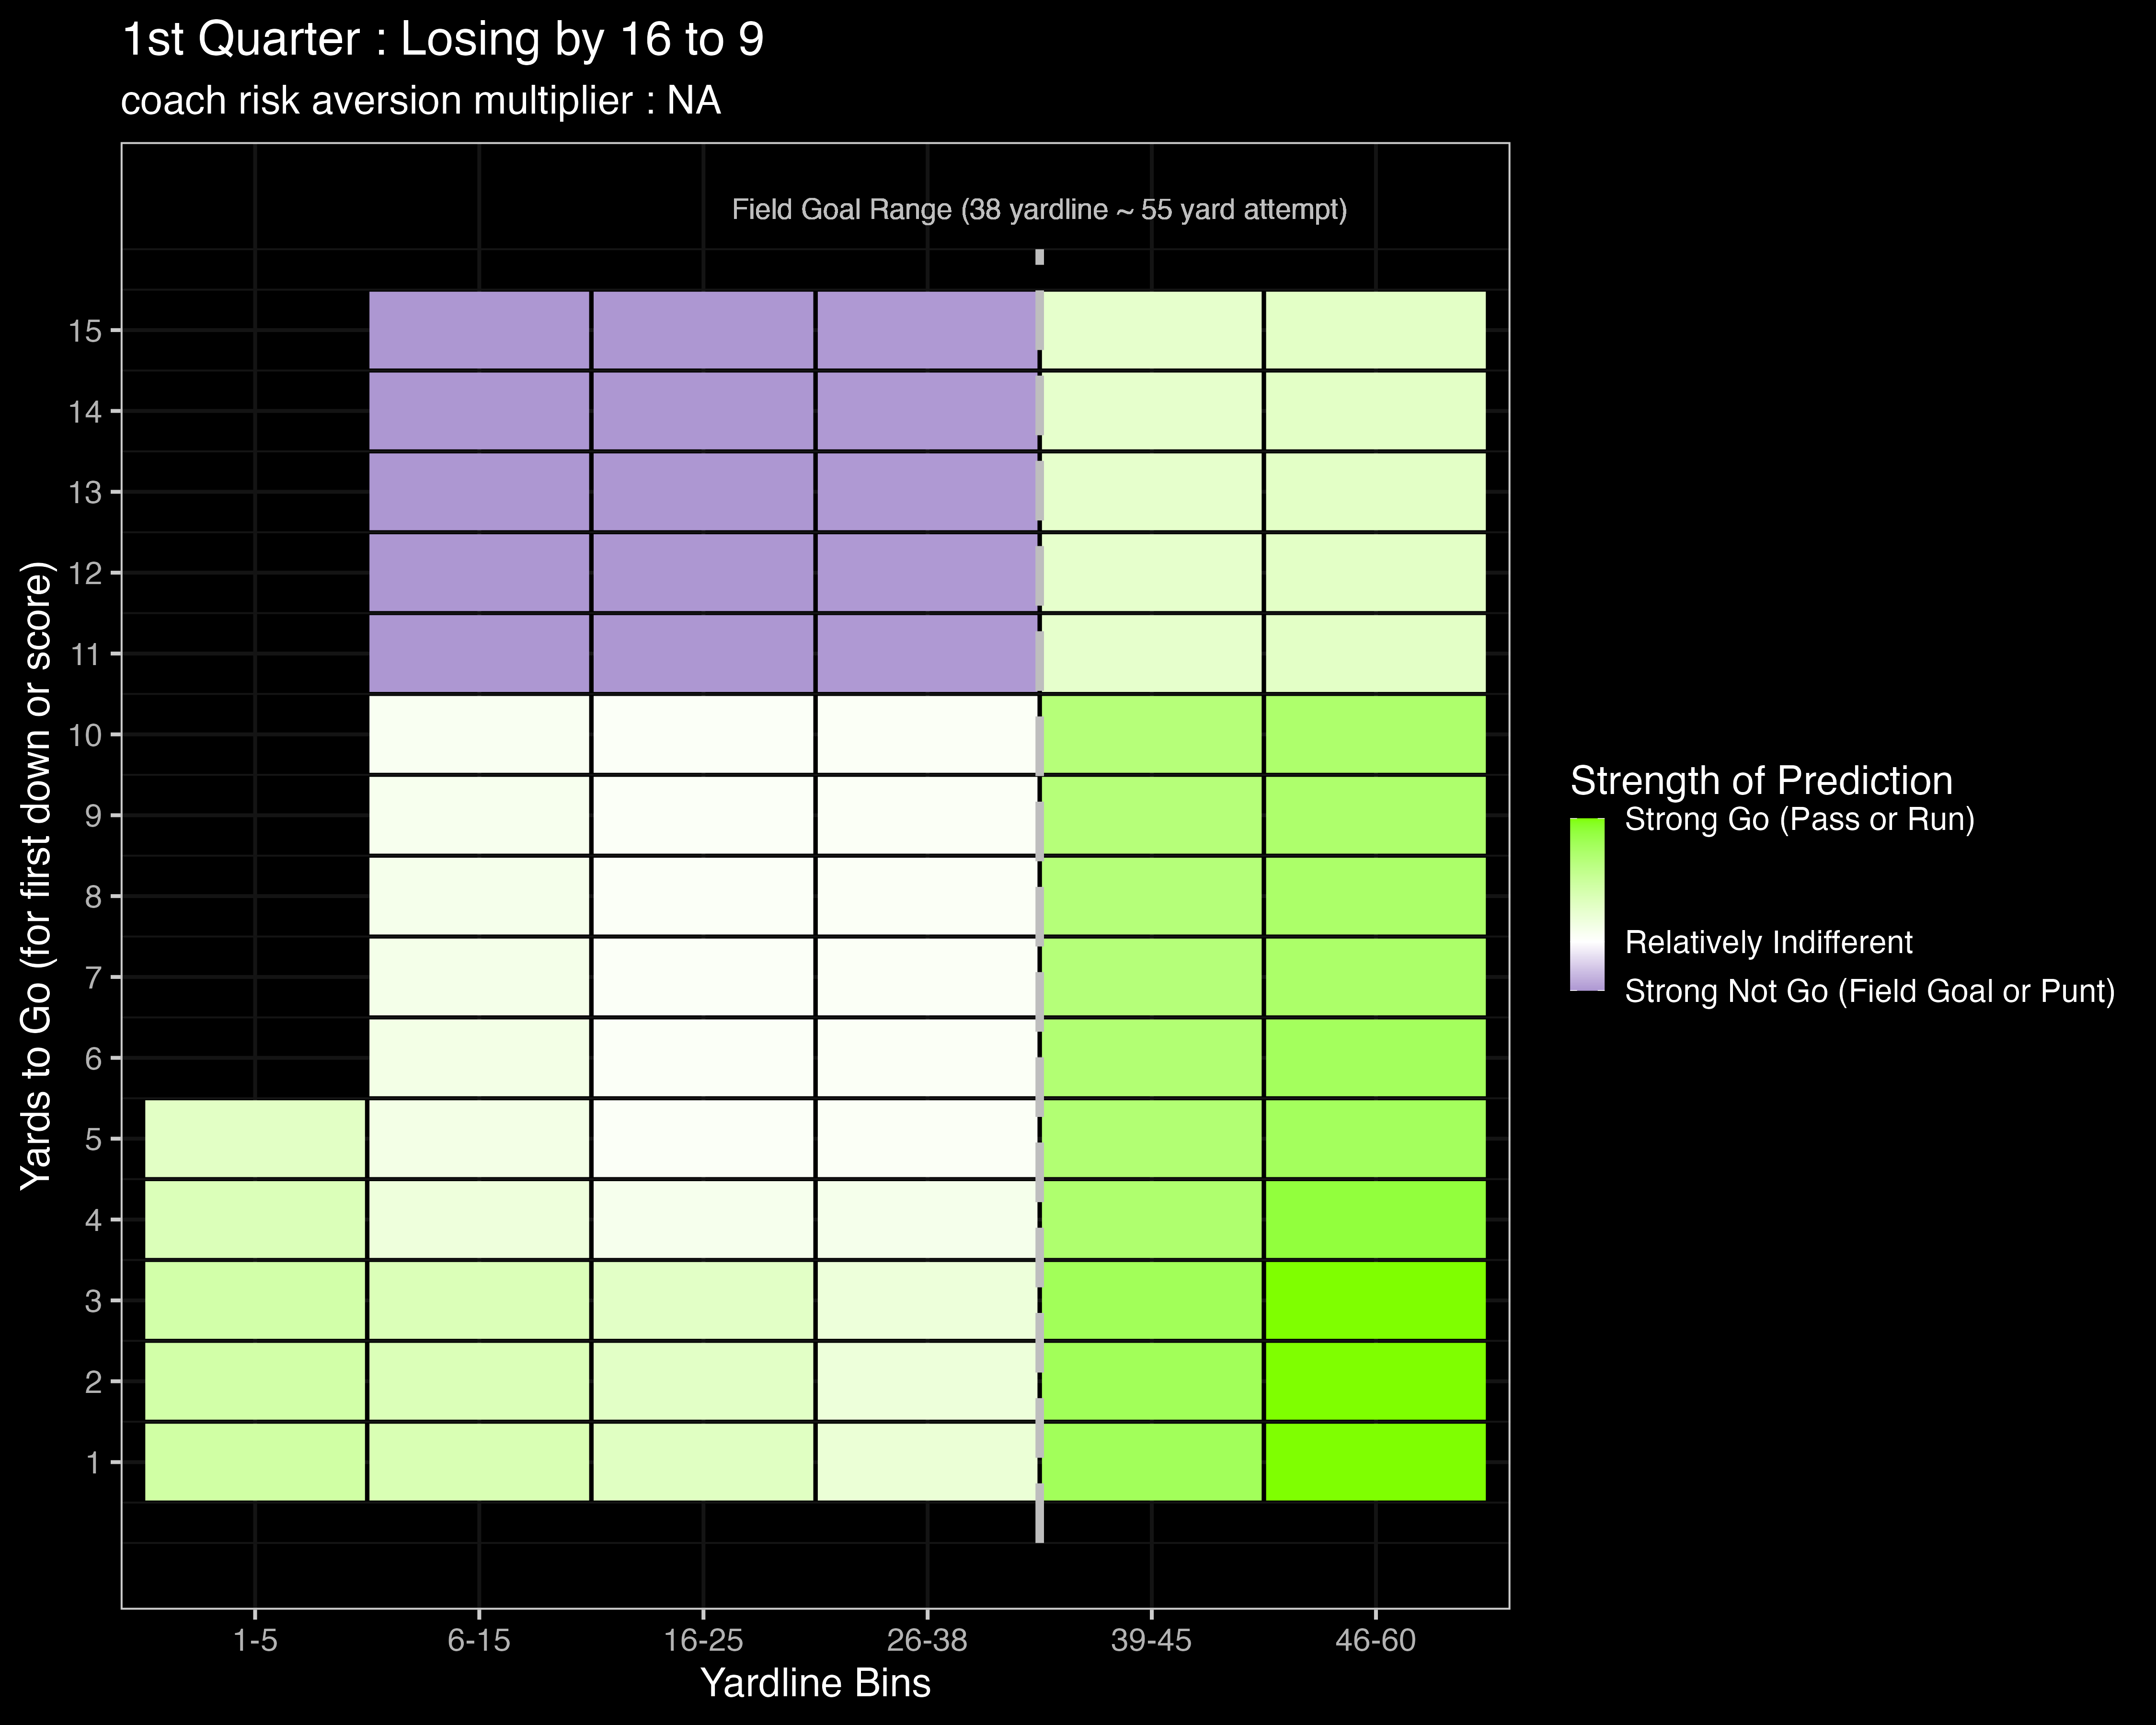 1st Quarter : Losing by 16 to 9
coach risk aversion multiplier : NA
Field Goal Range (38 yardline ~ 55 yard attempt)
Yards to Go (for first down or score)
15
14
13
12
11
10
9
8
7
6
5
4
3
2
1
1-5
6-15
16-25
26-38
39-45
46-60
Yardline Bins
Strength of Prediction
Strong Go (Pass or Run)
Relatively Indifferent
Strong Not Go (Field Goal or Punt)